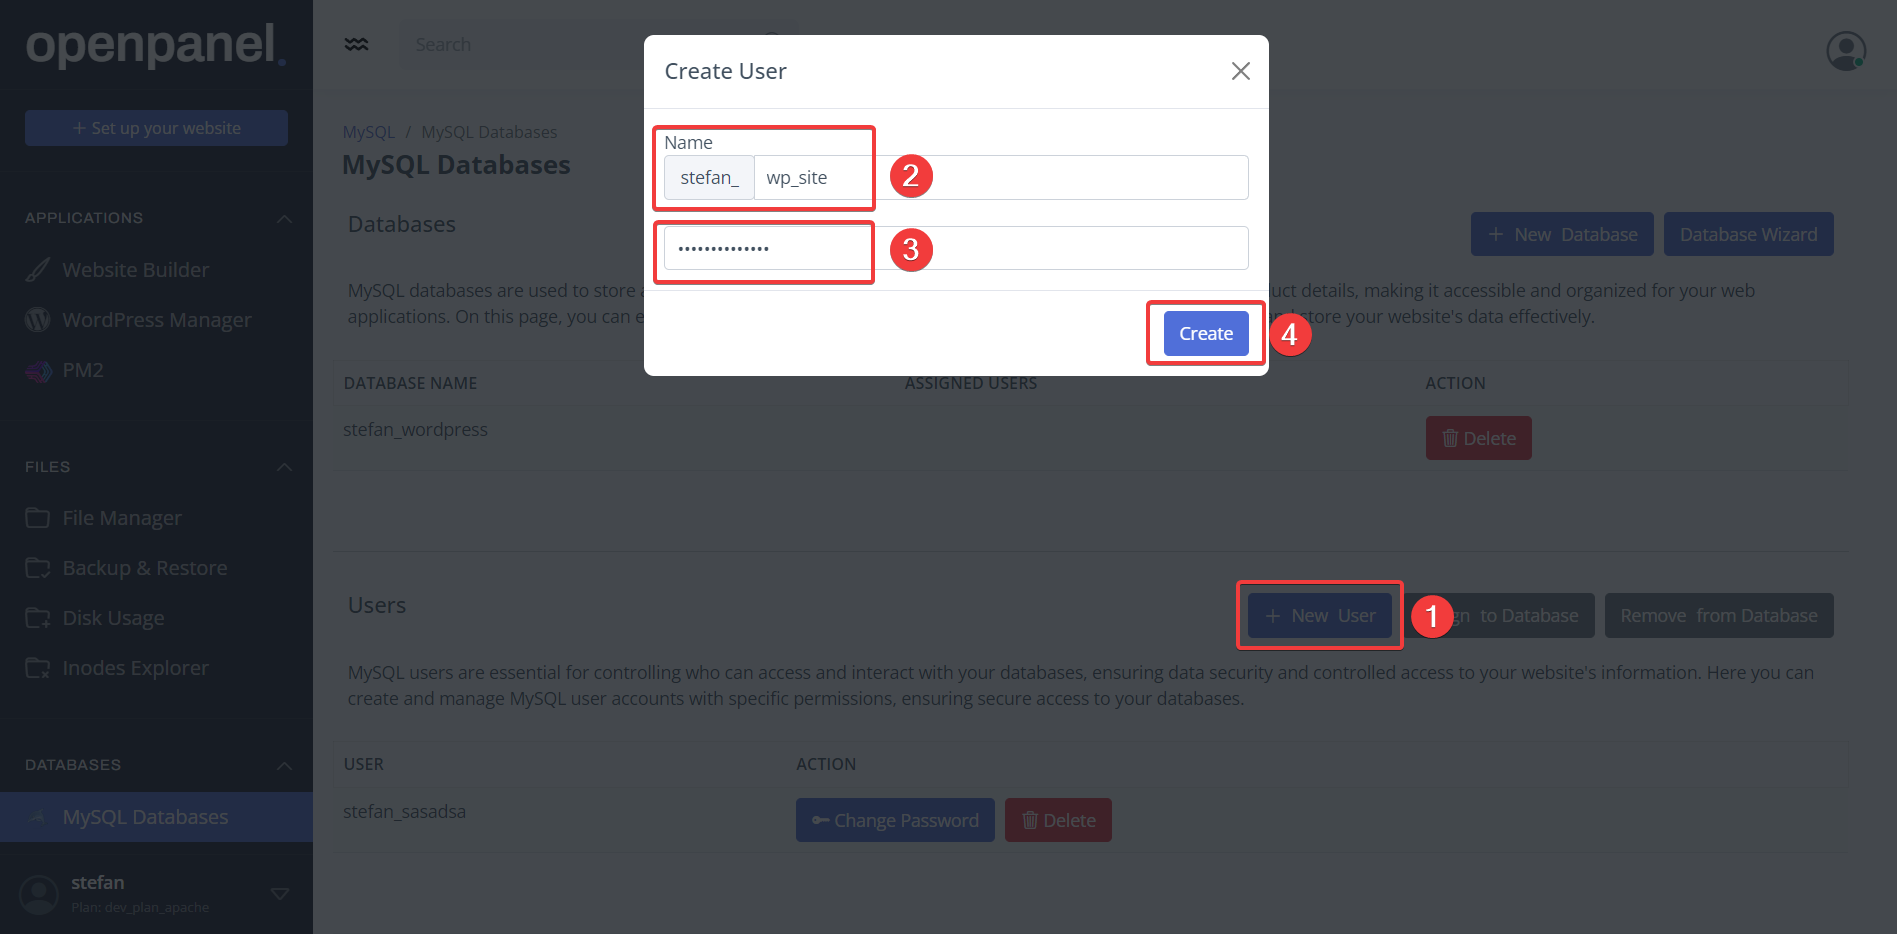 openpanel.
Search
+ Set up your website
MySQL / MySQL Databases
MySQL Databases
Create User
Name
stefan_ wp_site
2
••••••••••••••
3
Create
4
APPLICATIONS
Website Builder
WordPress Manager
PM2
Databases
+ New Database
Database Wizard
MySQL databases are used to store
uct details, making it accessible and organized for your web
applications. On this page, you can
store your website's data effectively.
DATABASE NAME ASSIGNED USERS ACTION
stefan_wordpress
Delete
FILES
File Manager
Backup & Restore
Disk Usage
Inodes Explorer
Users
+ New User
1
gn to Database
Remove from Database
MySQL users are essential for controlling who can access and interact with your databases, ensuring data security and controlled access to your website's information. Here you can
create and manage MySQL user accounts with specific permissions, ensuring secure access to your databases.
USER ACTION
stefan_sasadsa
Change Password
Delete
DATABASES
MySQL Databases
stefan
Plan: dev_plan_apache